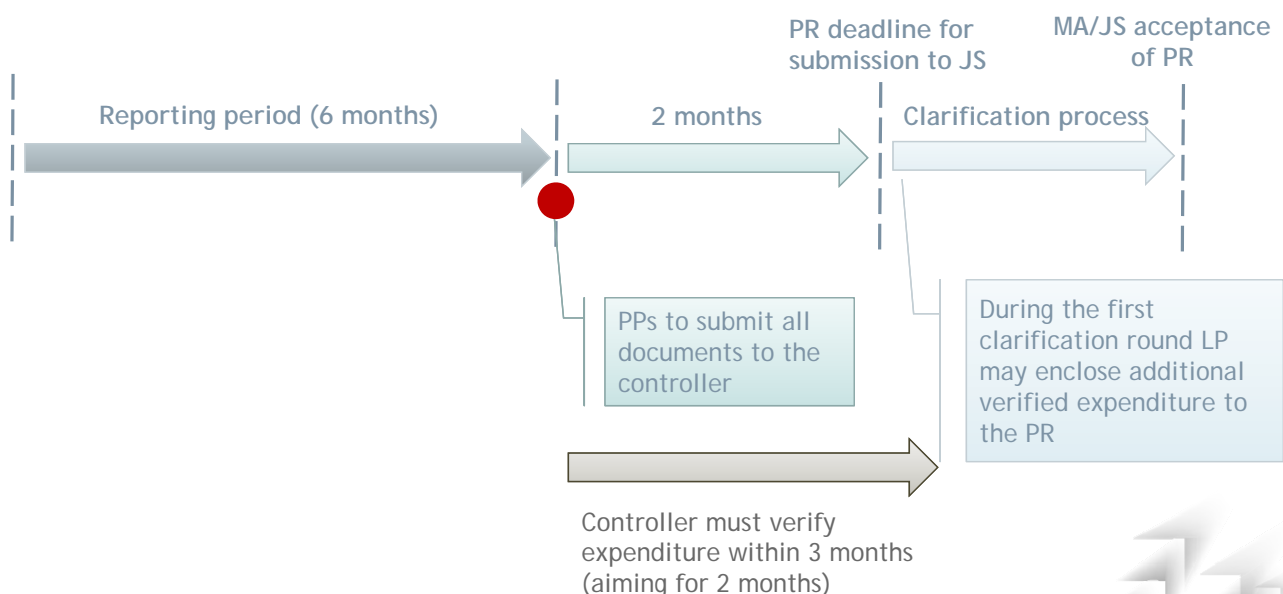 PR deadline for
submission to JS
MA/JS acceptance
of PR
Reporting period (6 months)
2 months
Clarification process
PPs to submit all
documents to the
controller
During the first
clarification round LP
may enclose additional
verified expenditure to
the PR
Controller must verify
expenditure within 3 months
(aiming for 2 months)